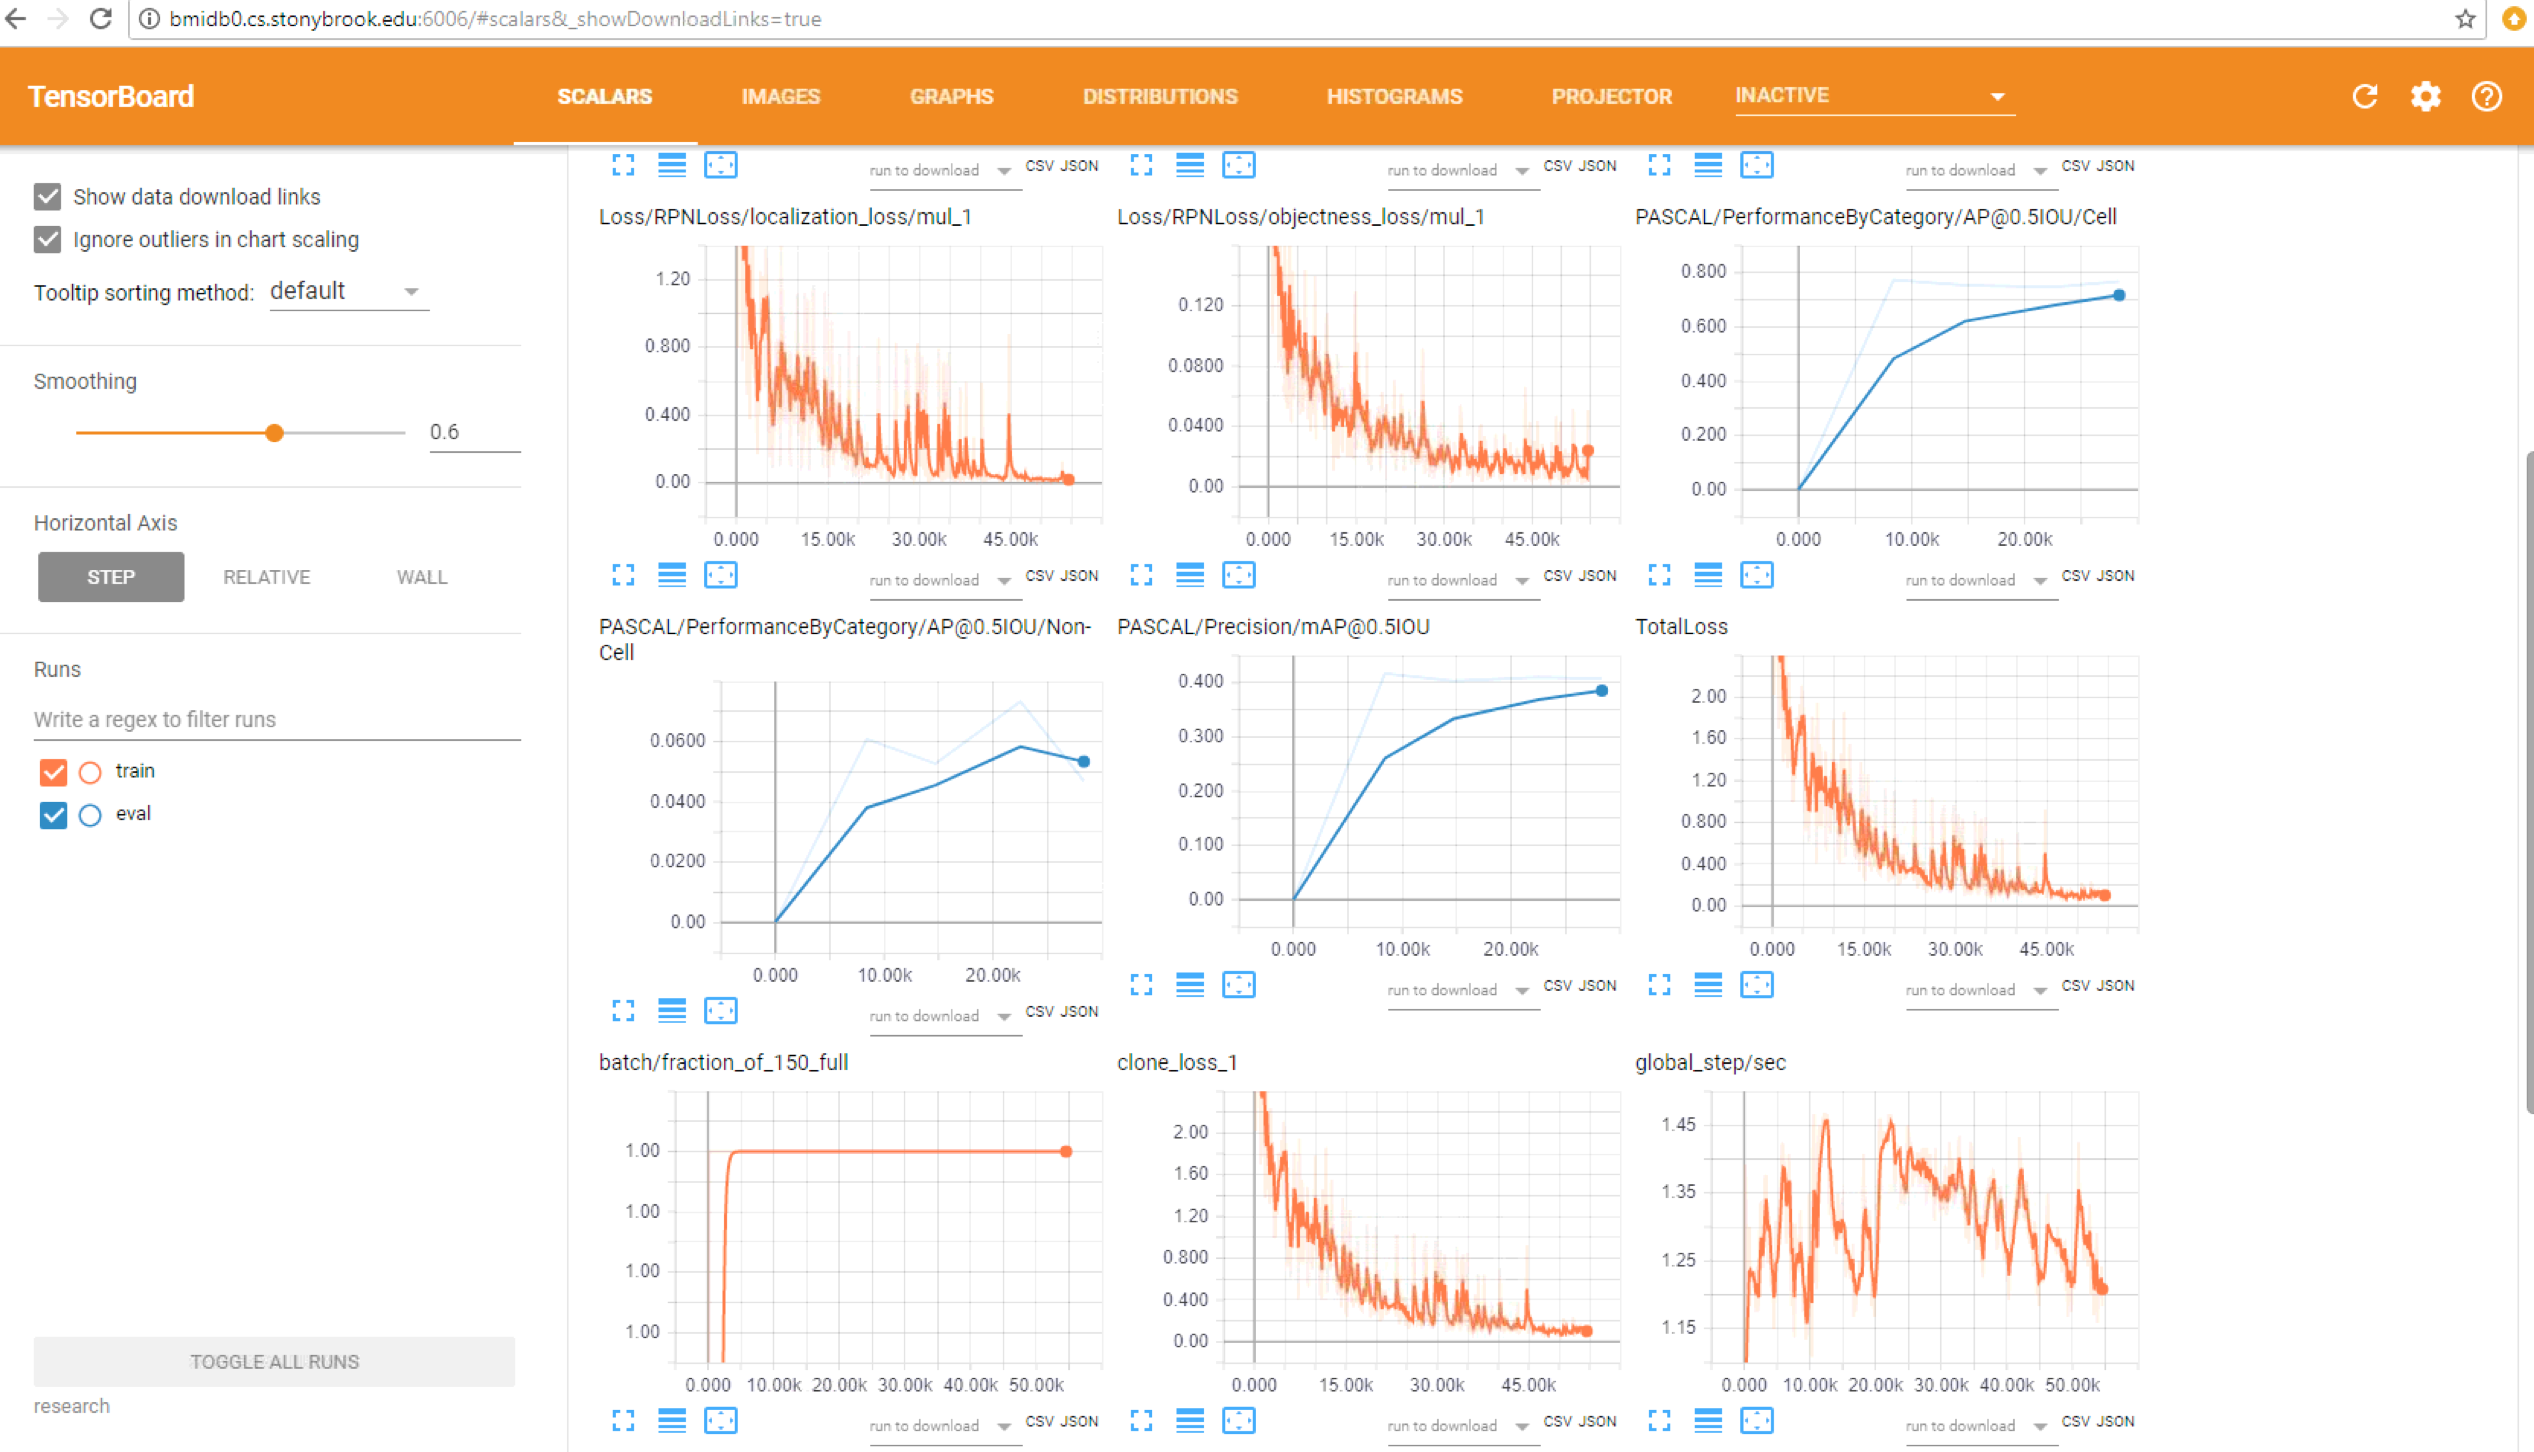 bmidb0.cs.stonybrook.edu:6006/#scalars&_showDownloadLinks=true
TensorBoard
SCALARS IMAGES GRAPHS DISTRIBUTIONS HISTOGRAMS PROJECTOR INACTIVE
Show data download links
Ignore outliers in chart scaling
Tooltip sorting method: default
Smoothing
0.6
Horizontal Axis
STEP RELATIVE WALL
Runs
Write a regex to filter runs
train
eval
TOGGLE ALL RUNS
research
run to download CSV JSON
run to download CSV JSON
run to download CSV JSON
Loss/RPNLoss/localization_loss/mul_1
1.20
0.800
0.400
0.00
0.000 15.00k 30.00k 45.00k
run to download CSV JSON
Loss/RPNLoss/objectness_loss/mul_1
0.120
0.0800
0.0400
0.00
0.000 15.00k 30.00k 45.00k
run to download CSV JSON
PASCAL/PerformanceByCategory/AP@0.5IOU/Cell
0.800
0.600
0.400
0.200
0.00
0.000 10.00k 20.00k
run to download CSV JSON
PASCAL/PerformanceByCategory/AP@0.5IOU/Non-
Cell
0.0600
0.0400
0.0200
0.00
0.000 10.00k 20.00k
run to download CSV JSON
PASCAL/Precision/mAP@0.5IOU
0.400
0.300
0.200
0.100
0.00
0.000 10.00k 20.00k
run to download CSV JSON
TotalLoss
2.00
1.60
1.20
0.800
0.400
0.00
0.000 15.00k 30.00k 45.00k
run to download CSV JSON
batch/fraction_of_150_full
1.00
1.00
1.00
1.00
0.000 10.00k 20.00k 30.00k 40.00k 50.00k
run to download CSV JSON
clone_loss_1
2.00
1.60
1.20
0.800
0.400
0.00
0.000 15.00k 30.00k 45.00k
run to download CSV JSON
global_step/sec
1.45
1.35
1.25
1.15
0.000 10.00k 20.00k 30.00k 40.00k 50.00k
run to download CSV JSON